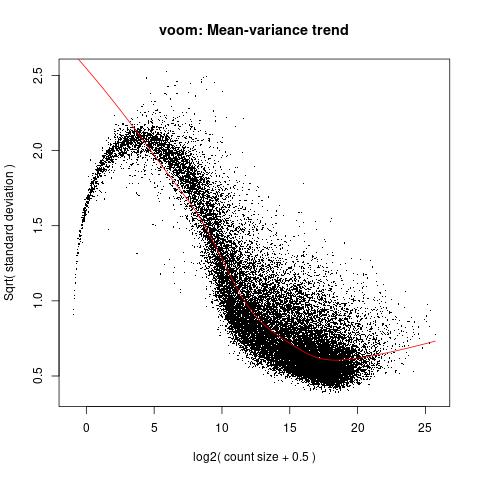 voom: Mean-variance trend
Sqrt( standard deviation )
2.5
2.0
1.5
1.0
0.5
0 5 10 15 20 25
log2( count size + 0.5 )